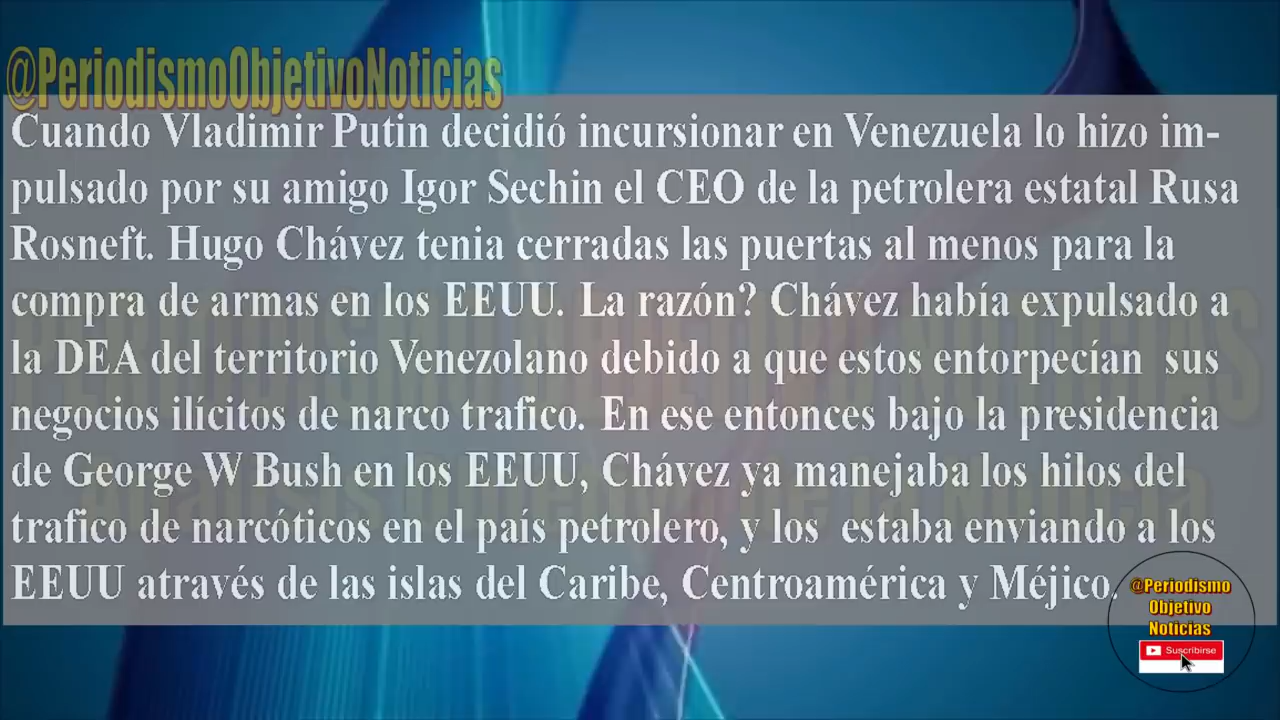 @PeriodismoObjetivoNoticias
Cuando Vladimir Putin decidió incursionar en Venezuela lo hizo im-
pulsado por su amigo Igor Sechin el CEO de la petrolera estatal Rusa
Rosneft. Hugo Chávez tenia cerradas las puertas al menos para la
compra de armas en los EEUU. La razón? Chávez había expulsado a
la DEA del territorio Venezolano debido a que estos entorpecían sus
negocios ilícitos de narco trafico. En ese entonces bajo la presidencia
de George W Bush en los EEUU, Chávez ya manejaba los hilos del
trafico de narcóticos en el país petrolero, y los estaba enviando a los
EEUU através de las islas del Caribe, Centroamérica y Méjico.
@Periodismo
Objetivo
Noticias
Suscribirse